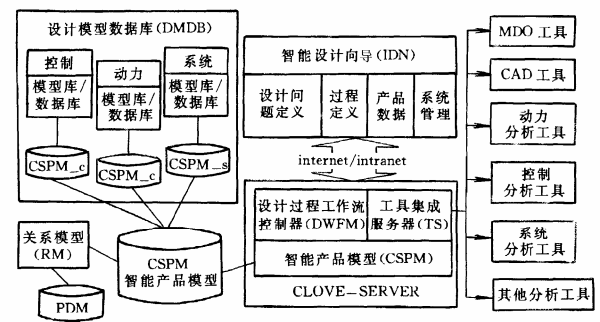 设计模型数据库(DMDB)
控制
模型库/
数据库
动力
模型库/
数据库
系统
模型库/
数据库
CSPM_c
CSPM_c
CSPM_s
关系模型
(RM)
PDM
CSPM
智能产品模型
智能设计向导(IDN)
设计问
题定义
过程
定义
产品
数据
系统
管理
internet/intranet
设计过程工作流
控制器(DWFM)
工具集成
服务器(TS)
智能产品模型(CSPM)
CLOVE-SERVER
MDO 工具
CAD 工具
动力
分析工具
控制
分析工具
系统
分析工具
其他分析工具